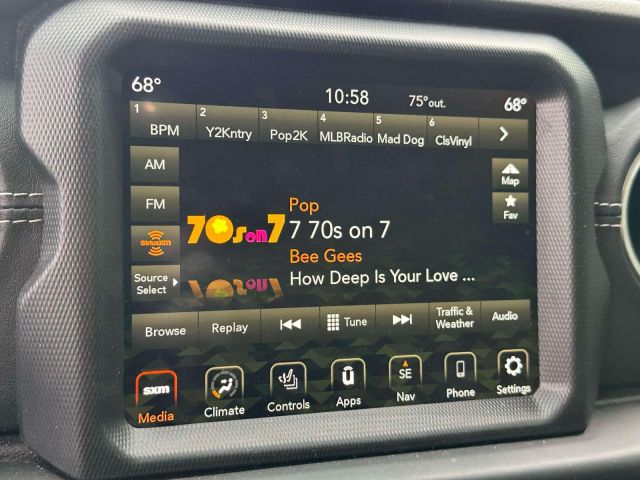 68°
10:58
75°out.
68°
1 BPM
2 Y2Kntry
3 Pop2K
4 MLBRadio
5 Mad Dog
6 ClsVinyl
AM
FM
SiriusXM
Source
Select
Map
Fav
70s on 7
Pop
7 70s on 7
Bee Gees
How Deep Is Your Love ...
Browse
Replay
Tune
Traffic &
Weather
Audio
sxm
Media
Climate
Controls
Apps
SE
Nav
Phone
Settings